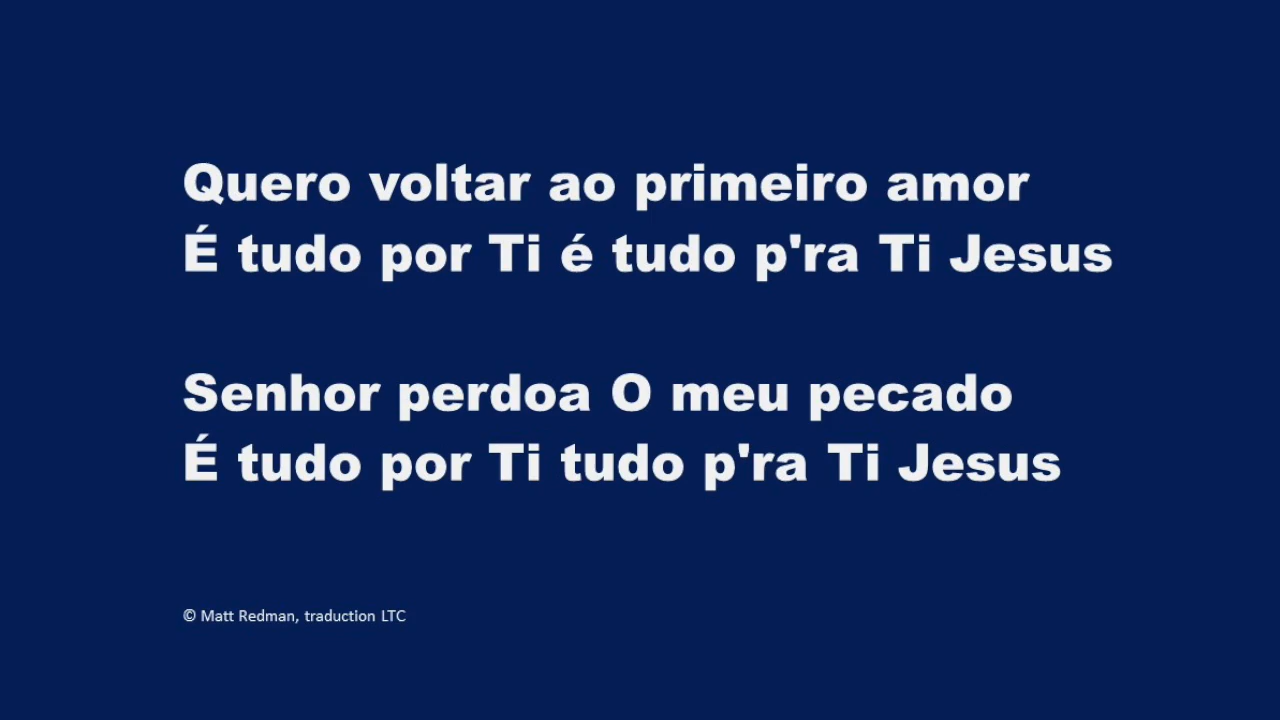 Quero voltar ao primeiro amor
É tudo por Ti é tudo p'ra Ti Jesus
Senhor perdoa O meu pecado
É tudo por Ti tudo p'ra Ti Jesus
© Matt Redman, traduction LTC